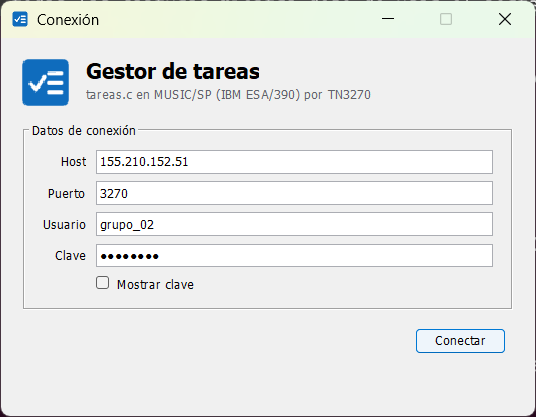 Conexión
Gestor de tareas
tareas.c en MUSIC/SP (IBM ESA/390) por TN3270
Datos de conexión
Host 155.210.152.51
Puerto 3270
Usuario grupo_02
Clave ●●●●●●●●
Mostrar clave
Conectar